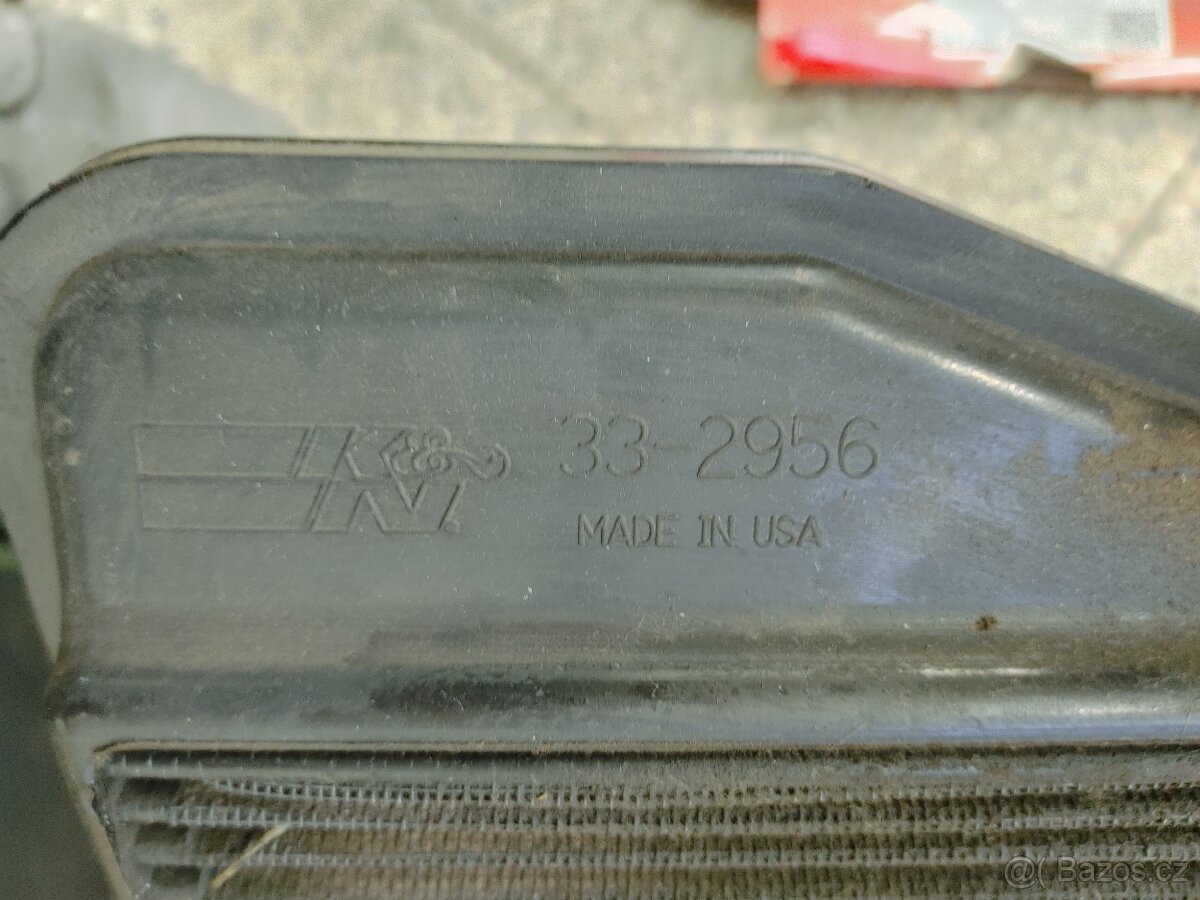 K&N 33-2956
MADE IN USA
@( Bazos.cz